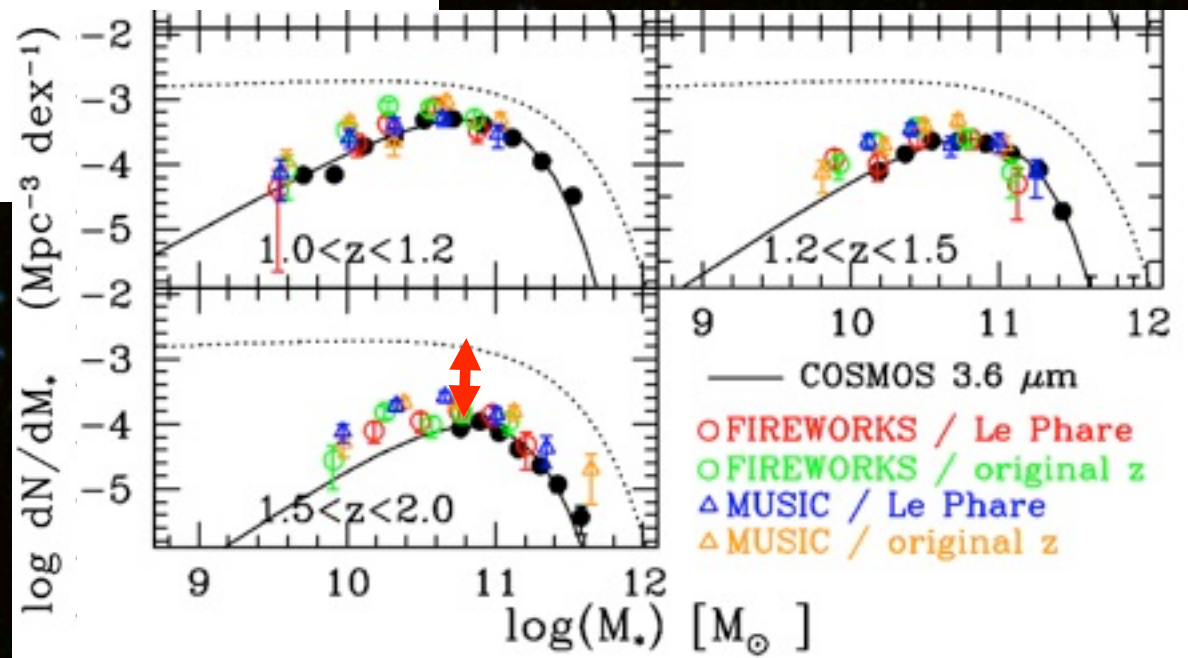 log dN/dM* (Mpc⁻³ dex⁻¹)
−2
−3
−4
−5
1.0<z<1.2
1.2<z<1.5
−2
−3
−4
−5
1.5<z<2.0
9 10 11 12
9 10 11 12
COSMOS 3.6 μm
FIREWORKS / Le Phare
FIREWORKS / original z
MUSIC / Le Phare
MUSIC / original z
log(M*) [M⊙ ]